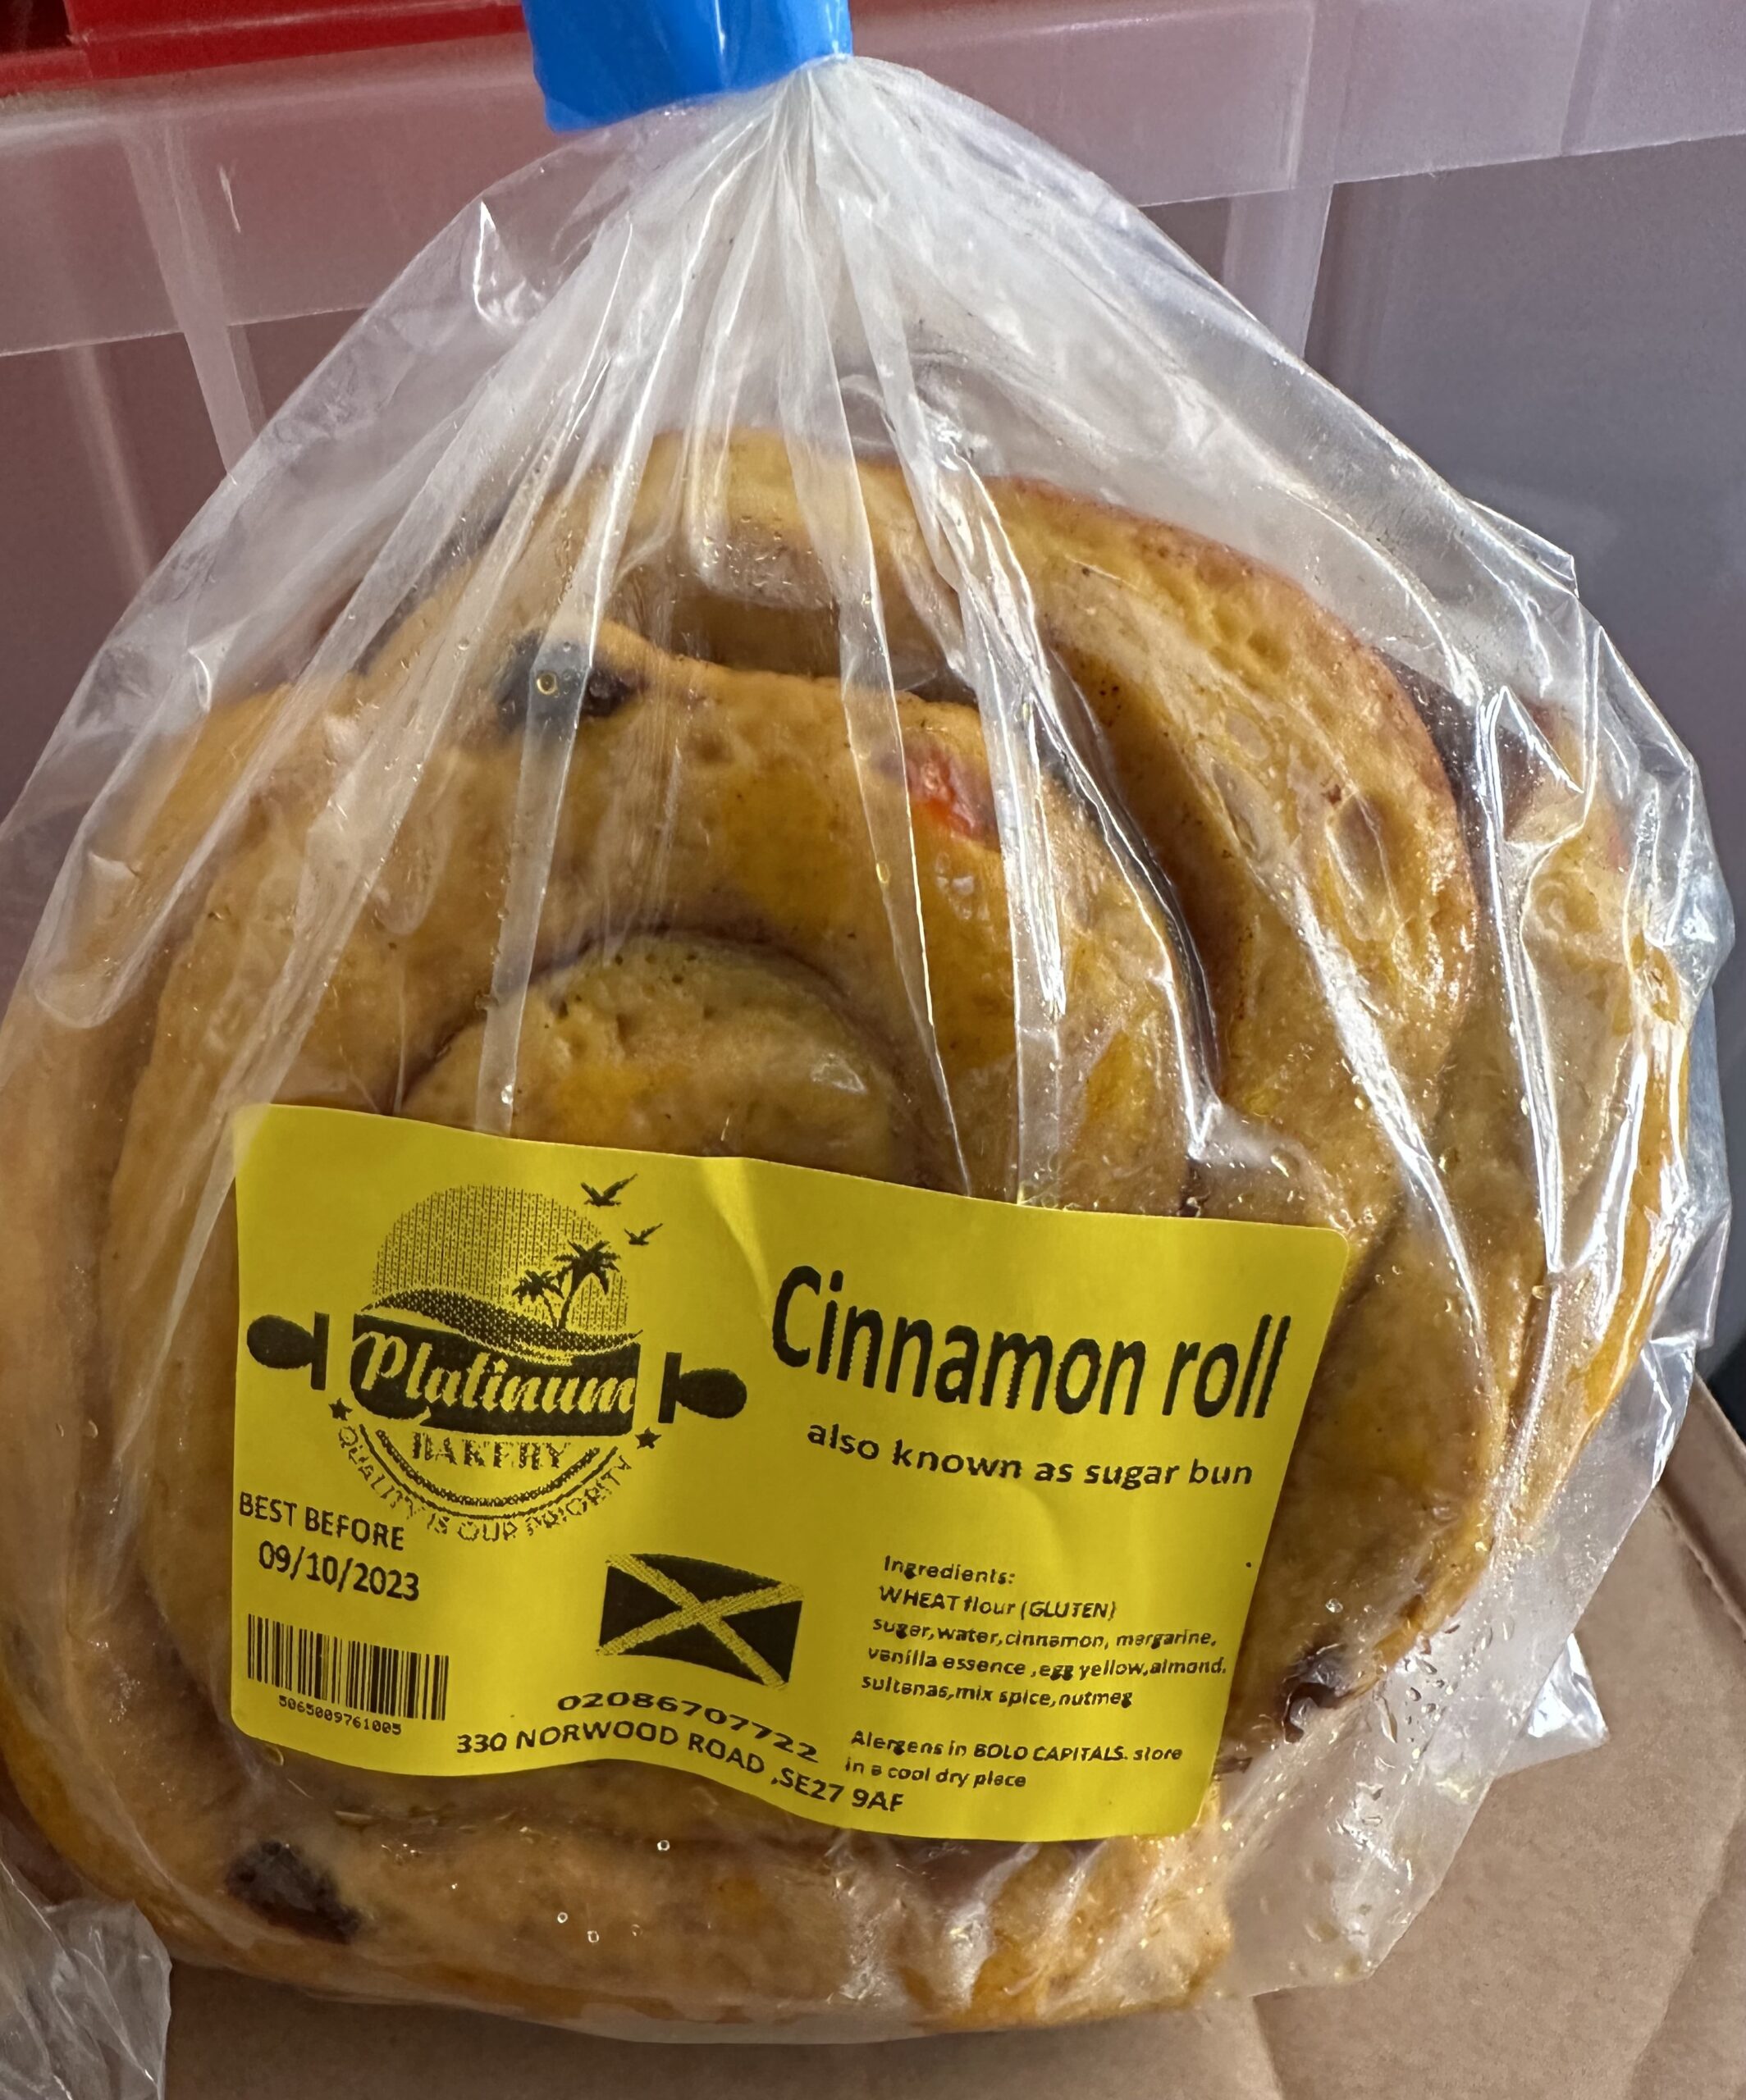 Platinum
BAKERY
QUALITY IS OUR PRIORITY
Cinnamon roll
also known as sugar bun
BEST BEFORE
09/10/2023
5065009761005
02086707722
330 NORWOOD ROAD ,SE27 9AF
Ingredients:
WHEAT flour (GLUTEN)
suger,water,cinnamon, mergarine,
vanilla essence ,egg yellow,almond,
sultanas,mix spice,nutmeg
Alergens in BOLD CAPITALS. store
in a cool dry place